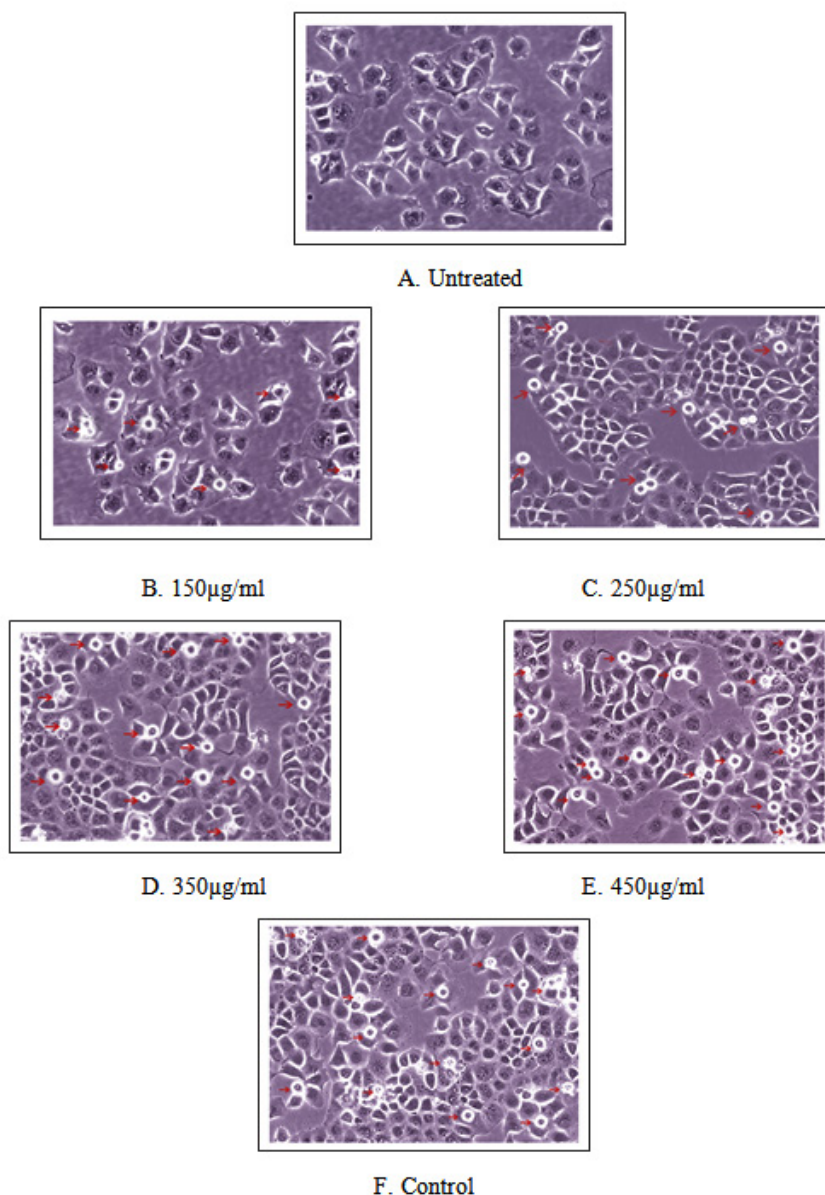 A. Untreated
B. 150µg/ml
C. 250µg/ml
D. 350µg/ml
E. 450µg/ml
F. Control